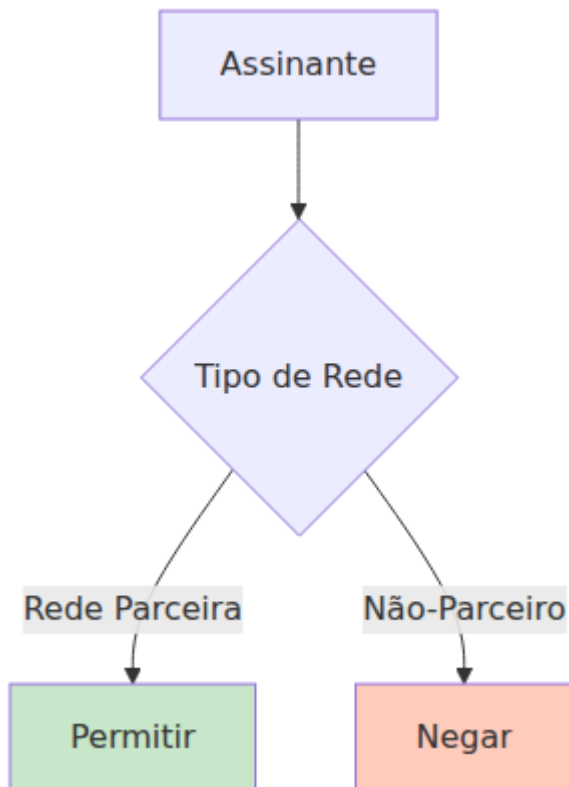 Assinante
Tipo de Rede
Rede Parceira
Não-Parceiro
Permitir
Negar